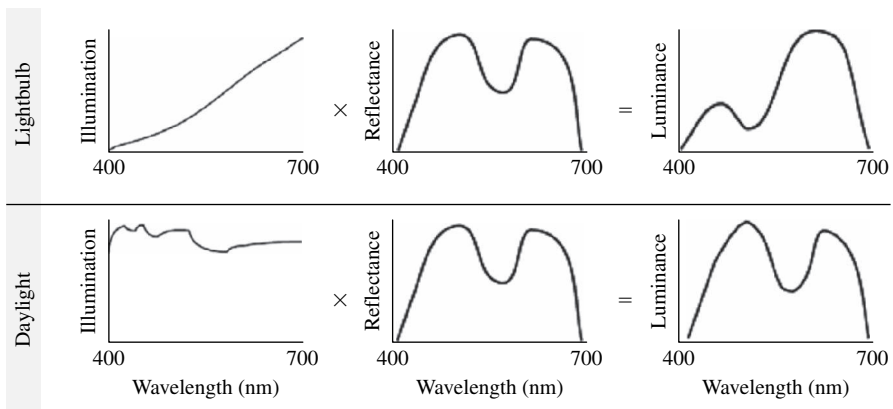 Lightbulb
Illumination
400
700
×
Reflectance
400
700
=
Luminance
400
700
Daylight
Illumination
400
700
Wavelength (nm)
×
Reflectance
400
700
Wavelength (nm)
=
Luminance
400
700
Wavelength (nm)